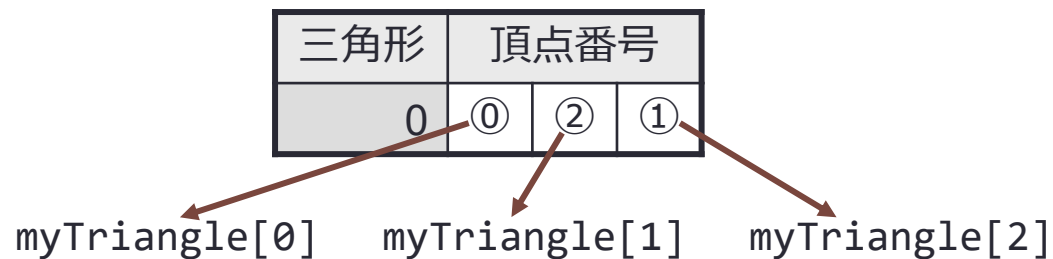 三角形 頂点番号
0 ⓪ ② ①
myTriangle[0] myTriangle[1] myTriangle[2]